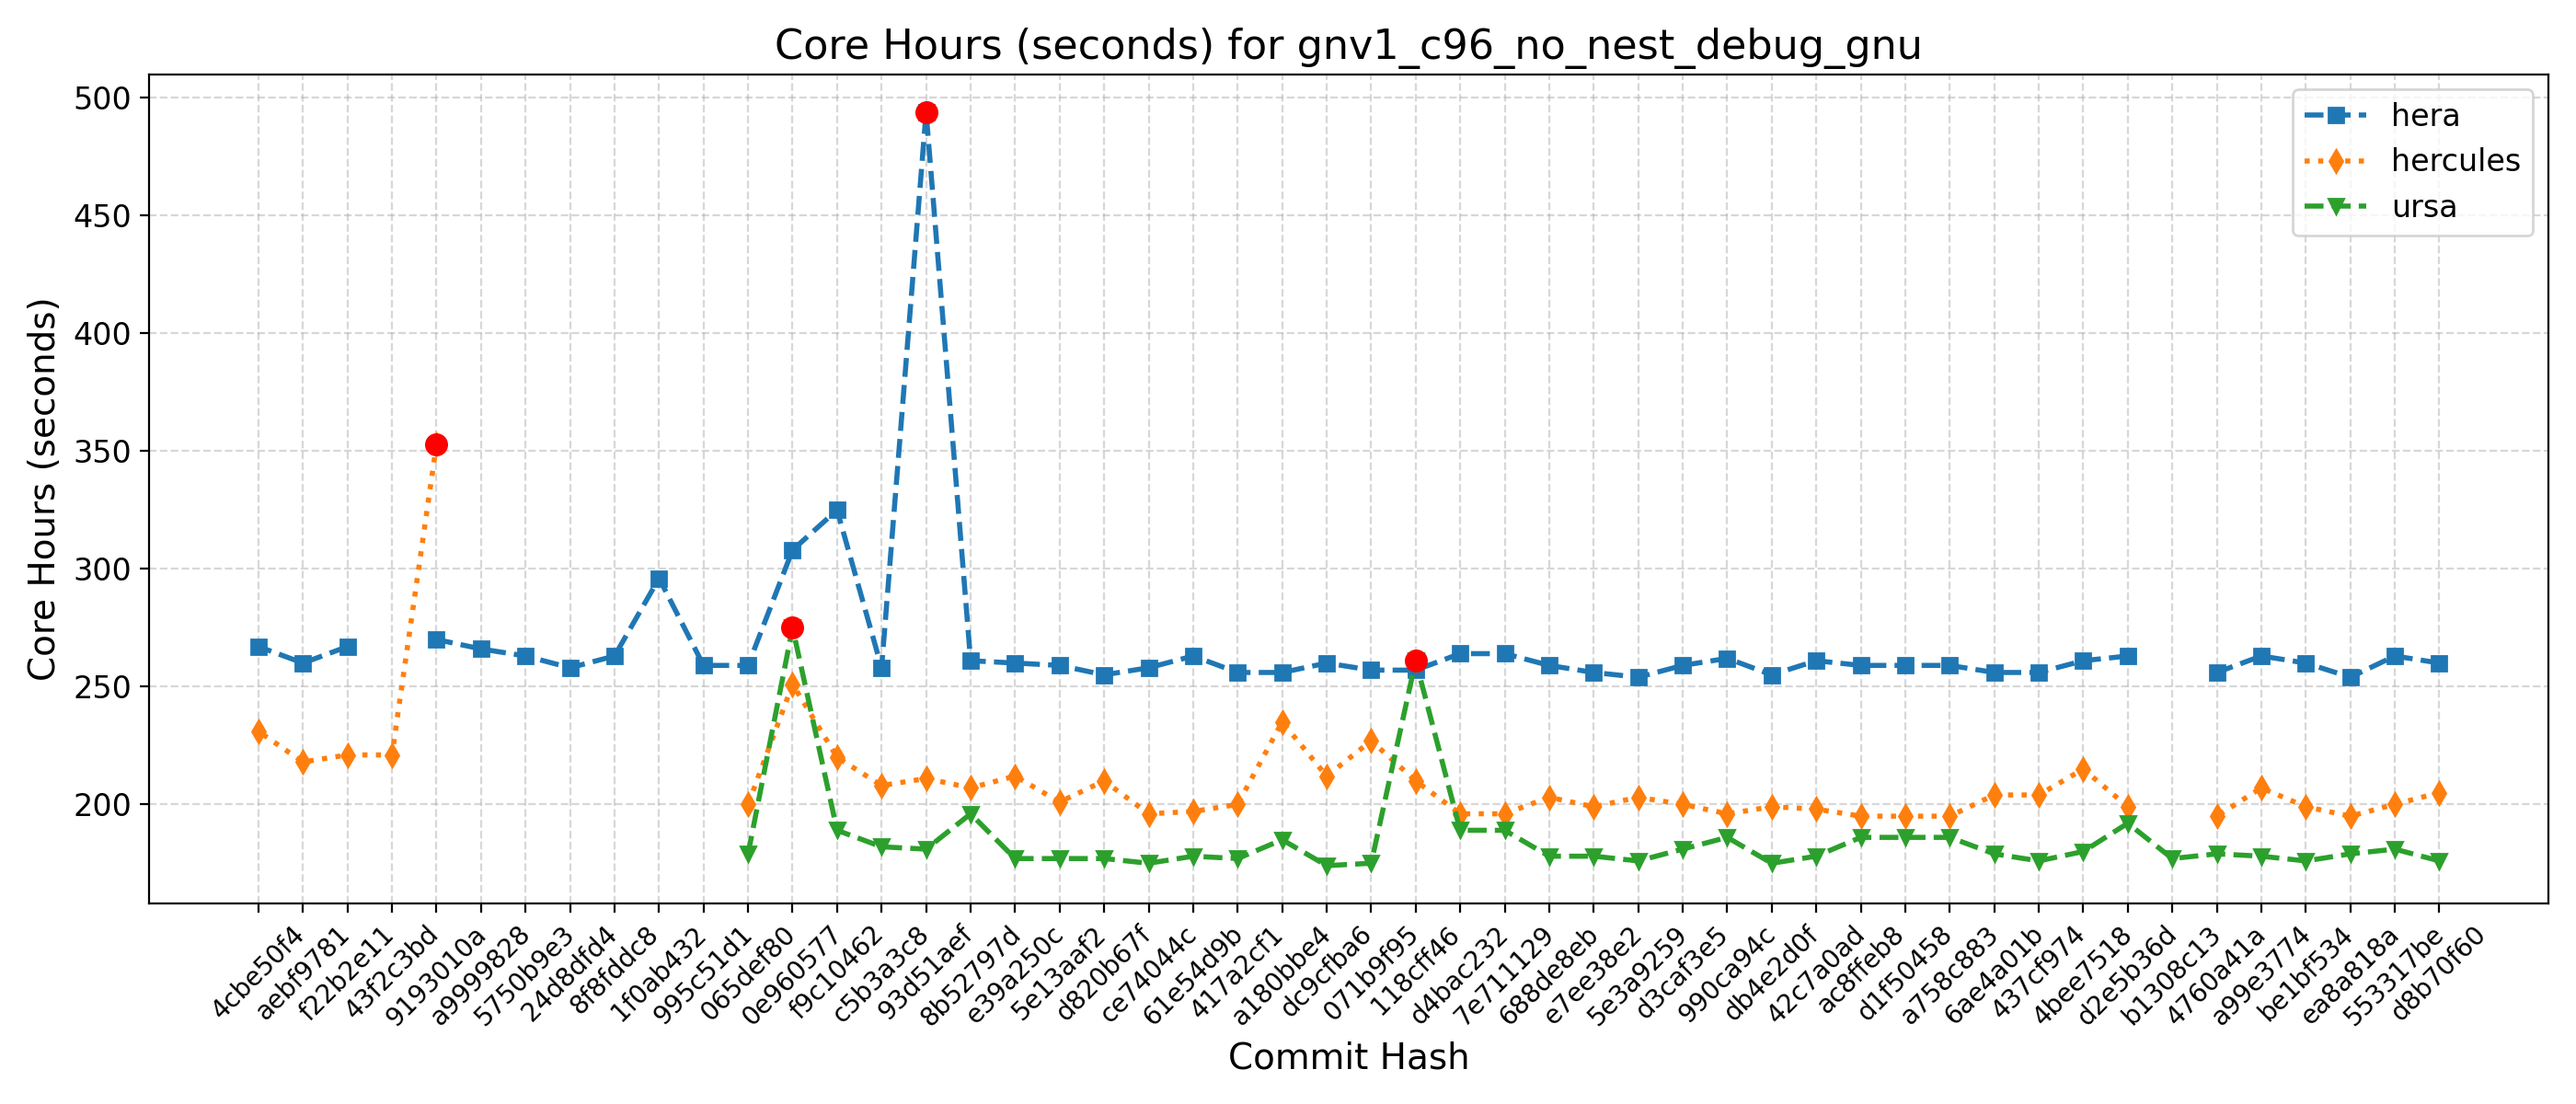 Core Hours (seconds) for gnv1_c96_no_nest_debug_gnu
Core Hours (seconds)
500
450
400
350
300
250
200
hera
hercules
ursa
4cbe50f4
aebf9781
f22b2e11
43f2c3bd
9193010a
a9999828
5750b9e3
24d8dfd4
8f8fddc8
1f0ab432
995c51d1
065def80
0e960577
f9c10462
c5b3a3c8
93d51aef
8b52797d
e39a250c
5e13aaf2
d820b67f
ce74044c
61e54d9b
417a2cf1
a180bbe4
dc9cfba6
071b9f95
118cff46
d4bac232
7e711129
688de8eb
e7ee38e2
5e3a9259
d3caf3e5
990ca94c
db4e2d0f
42c7a0ad
ac8ffeb8
d1f50458
a758c883
6ae4a01b
437cf974
4bee7518
d2e5b36d
b1308c13
4760a41a
a99e3774
be1bf534
ea8a818a
553317be
d8b70f60
Commit Hash